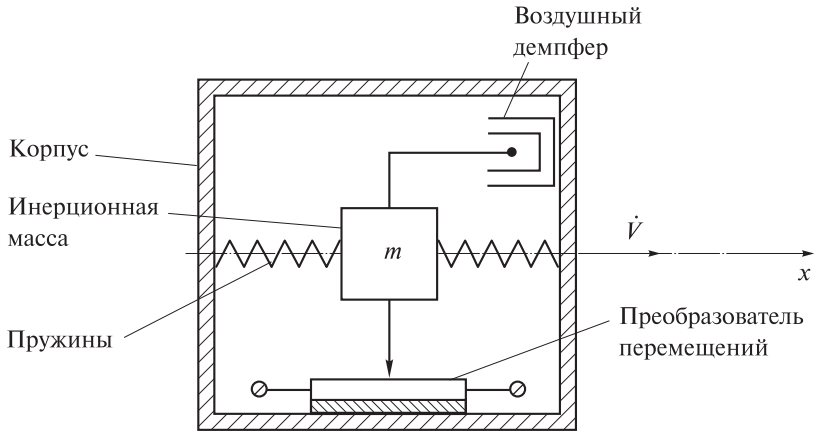 Воздушный
демпфер
Корпус
Инерционная
масса
m
V̇
x
Пружины
Преобразователь
перемещений